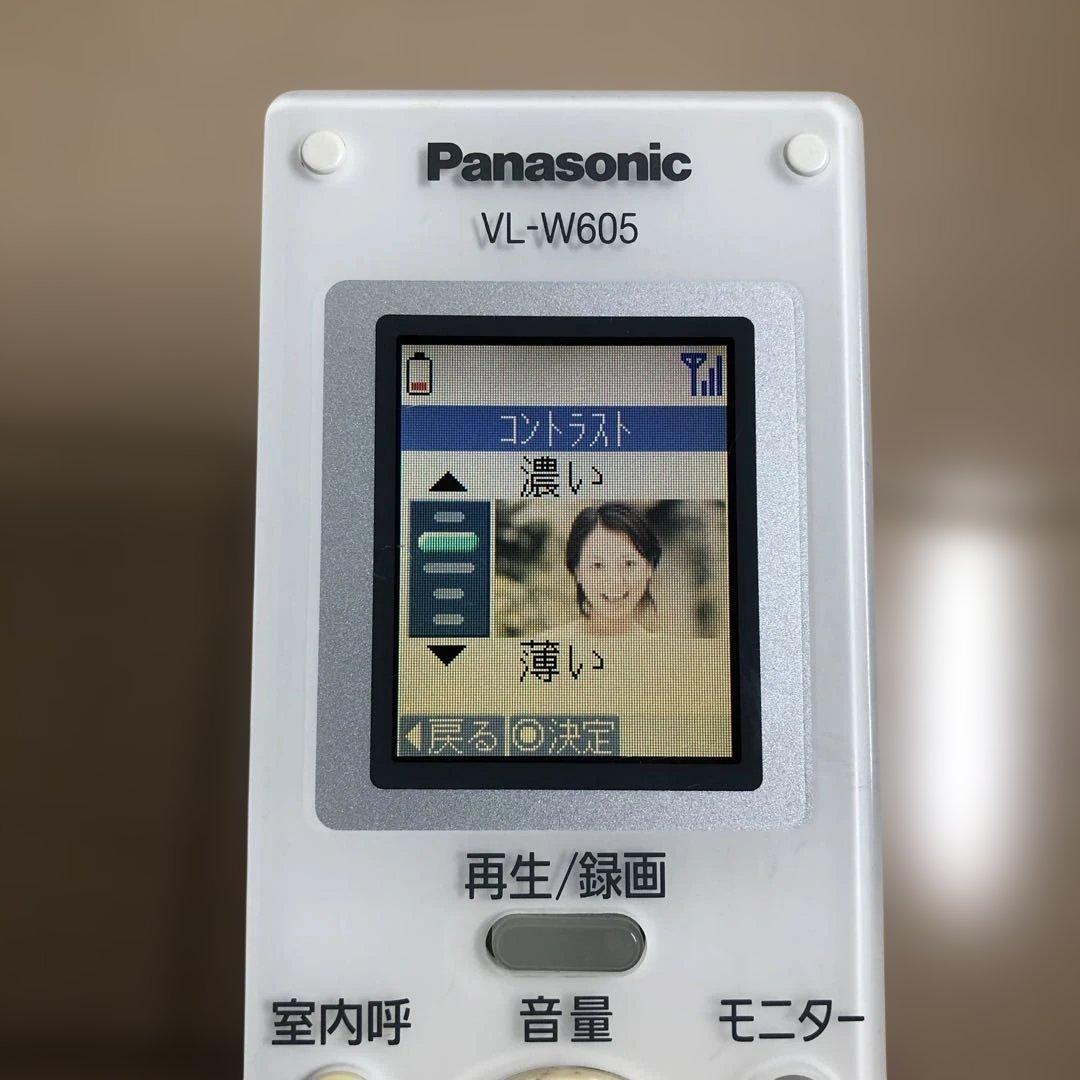 Panasonic
VL-W605
コントラスト
濃い
薄い
戻る 決定
再生/録画
室内呼 音量 モニター